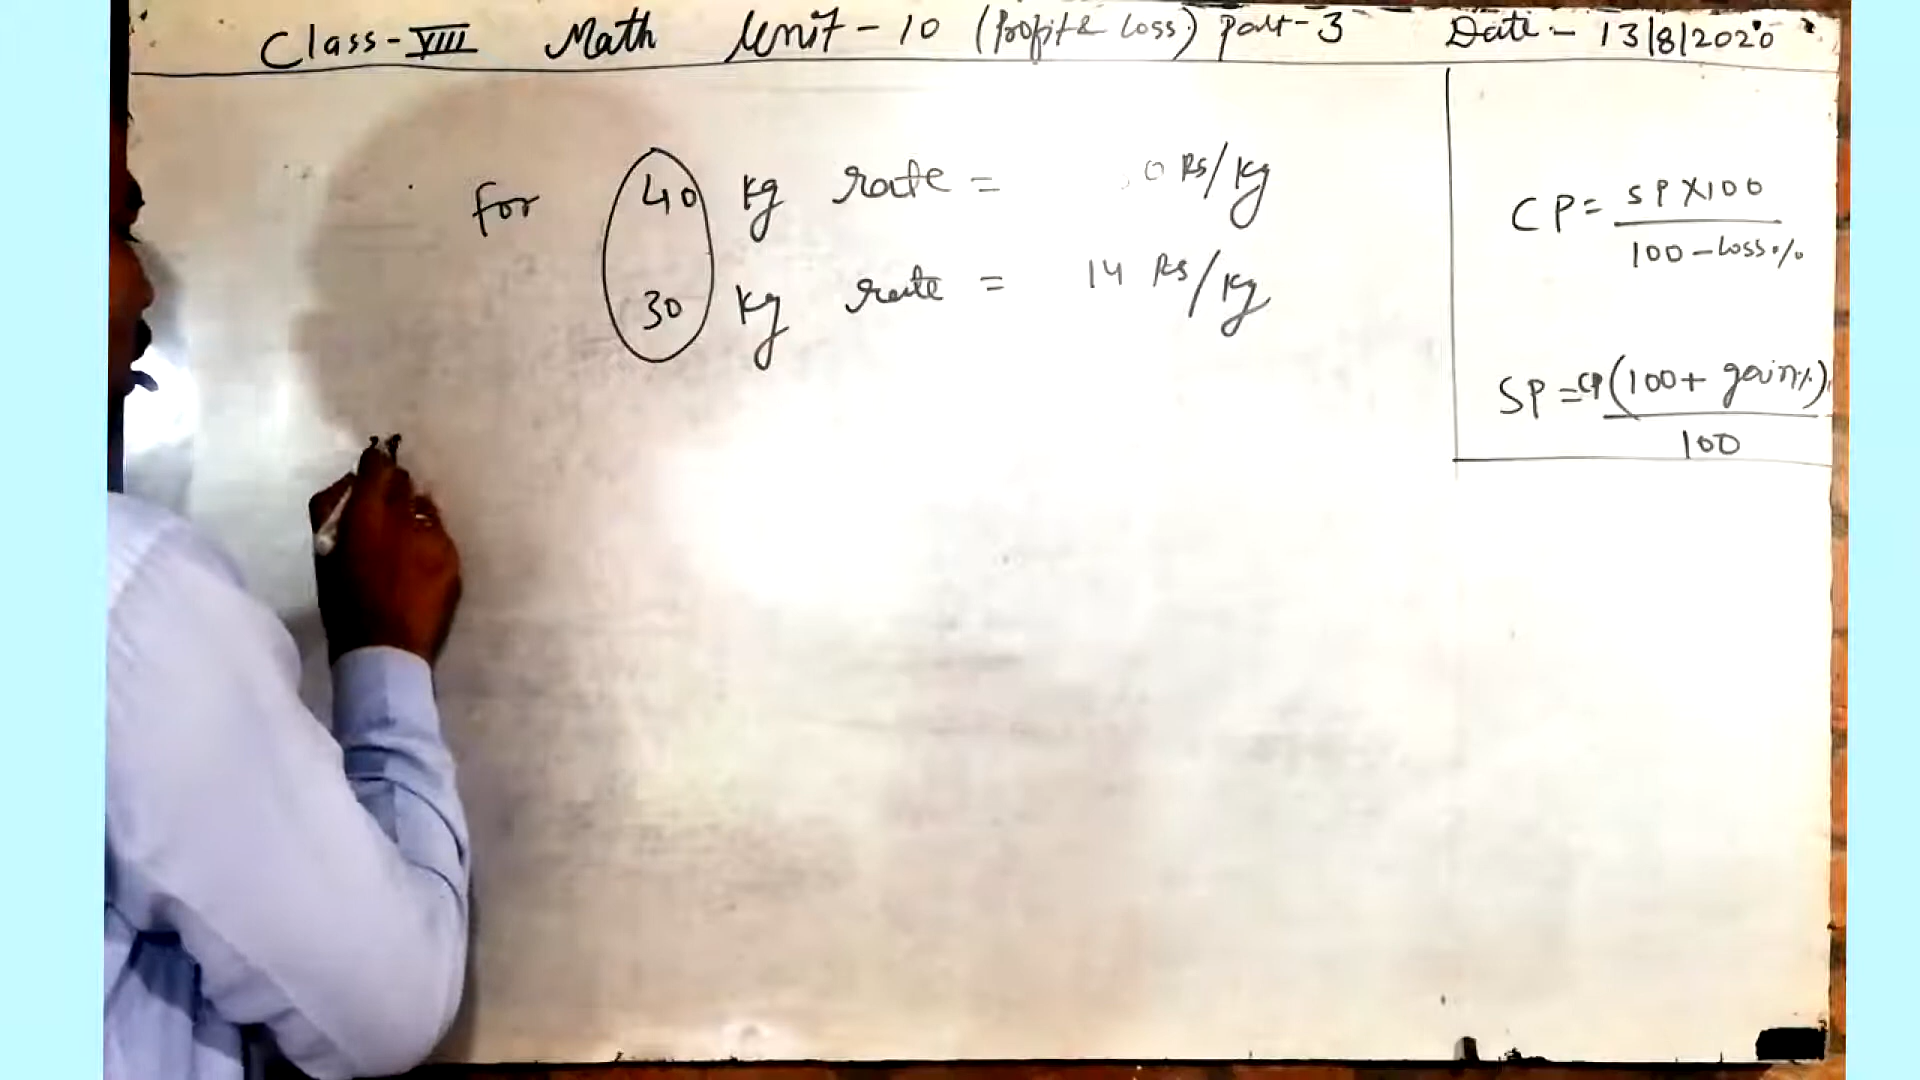 Class-VIII Math Unit-10 (Profit & Loss) part-3 Date - 13/8/2020
For 40 kg rate = 0 Rs/kg
30 kg rate = 14 Rs/kg
CP = SP X 100 / 100 - Loss%
SP = CP (100 + gain%) / 100